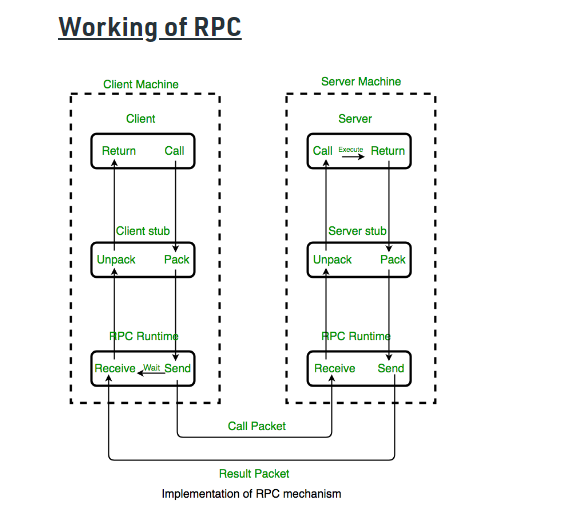 Working of RPC
Client Machine
Server Machine
Client
Server
Return
Call
Call
Execute
Return
Client stub
Server stub
Unpack
Pack
Unpack
Pack
RPC Runtime
RPC Runtime
Receive
Wait
Send
Receive
Send
Call Packet
Result Packet
Implementation of RPC mechanism